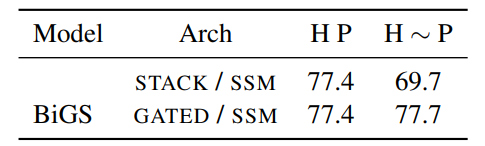 Model Arch H P H ∼ P
STACK / SSM 77.4 69.7
BiGS GATED / SSM 77.4 77.7